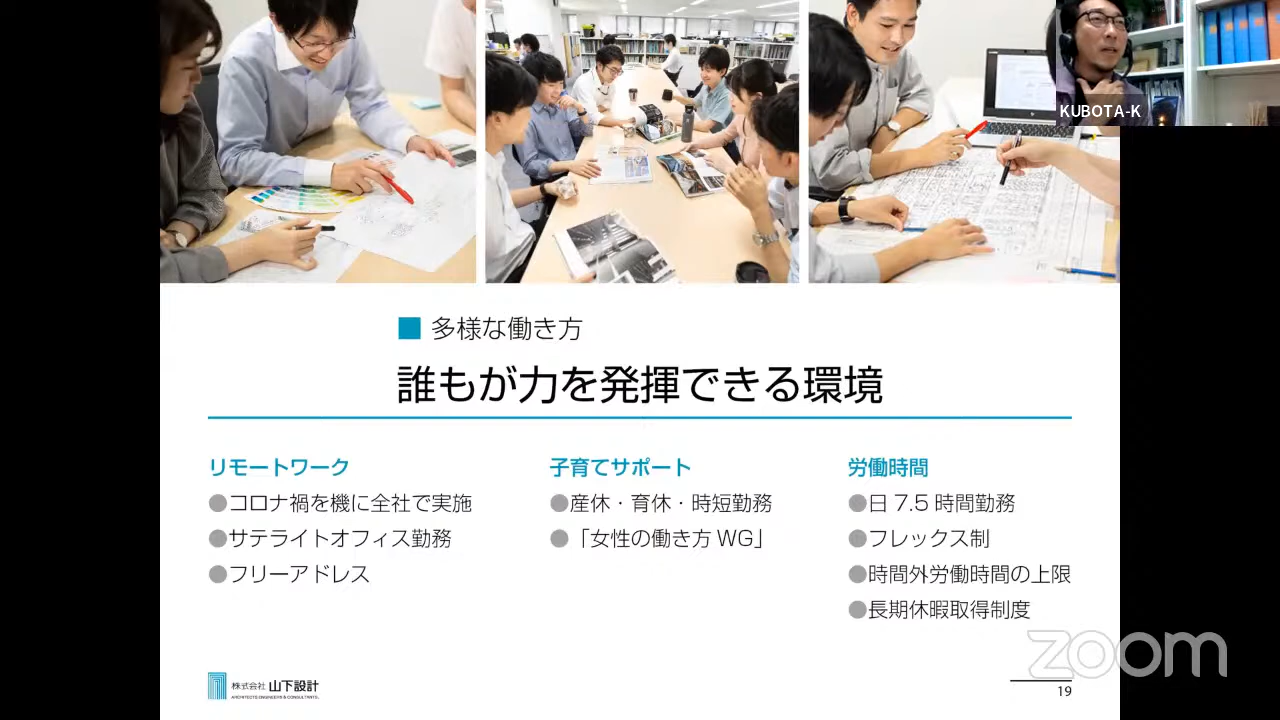 KUBOTA-K
■ 多様な働き方
誰もが力を発揮できる環境
リモートワーク
●コロナ禍を機に全社で実施
●サテライトオフィス勤務
●フリーアドレス
子育てサポート
●産休・育休・時短勤務
●「女性の働き方 WG」
労働時間
●日 7.5 時間勤務
●フレックス制
●時間外労働時間の上限
●長期休暇取得制度
株式会社 山下設計
ARCHITECTS ENGINEERS & CONSULTANTS.
zoom
19